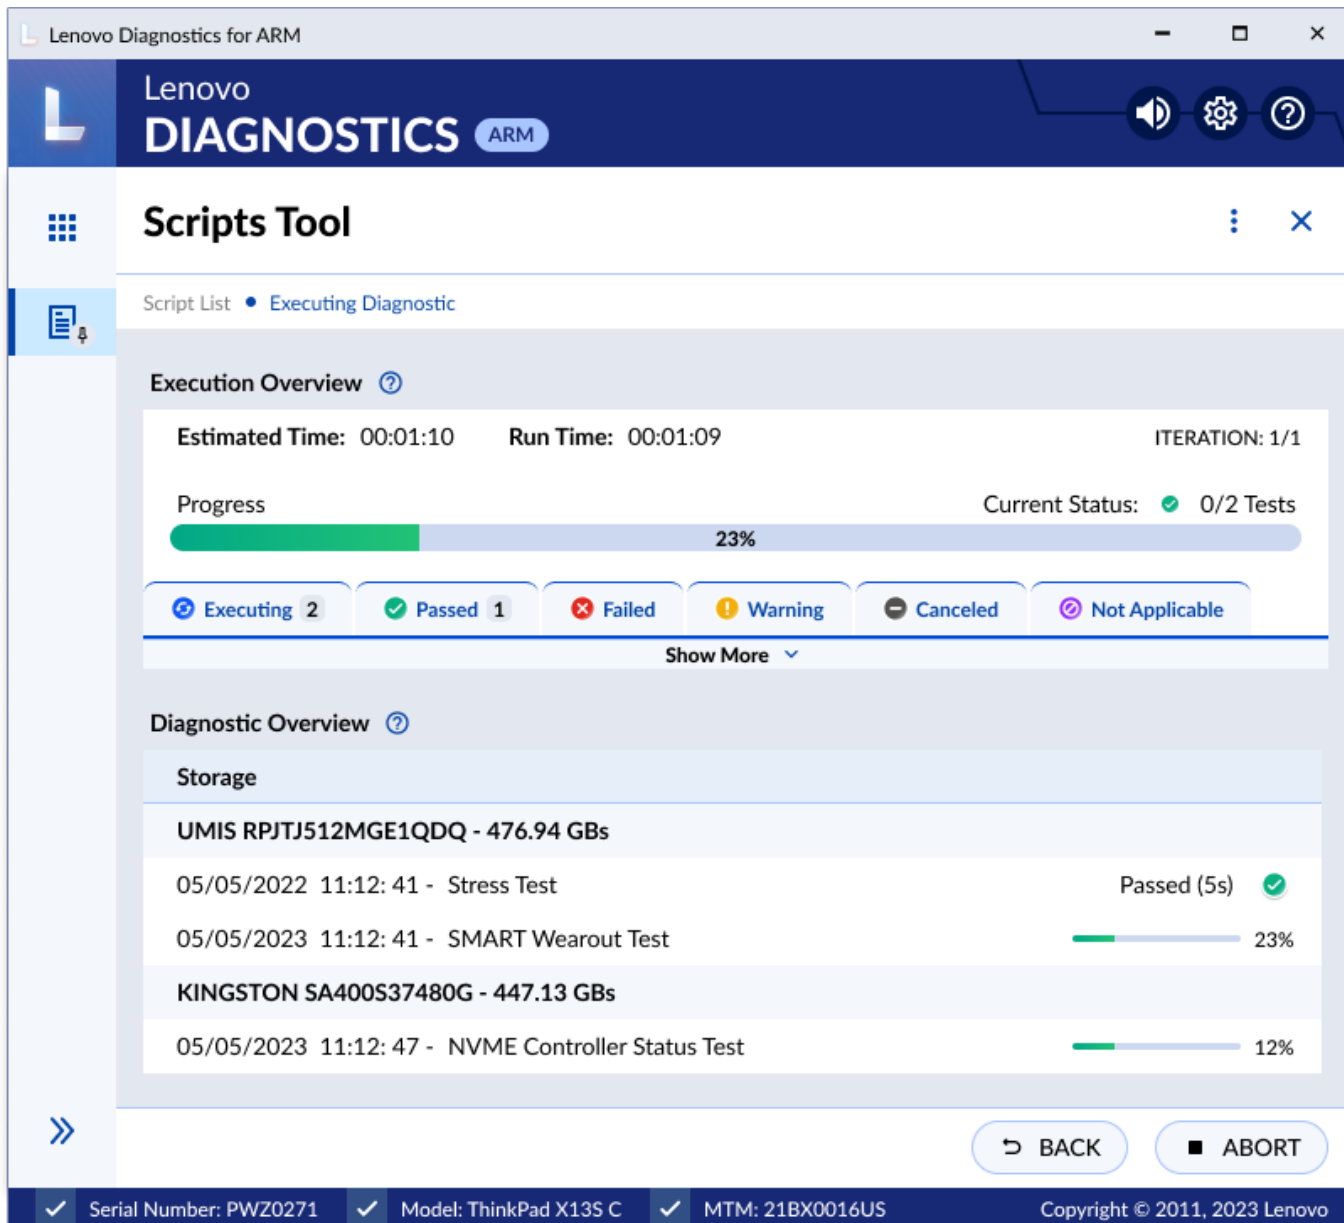 Lenovo Diagnostics for ARM
Lenovo
DIAGNOSTICS ARM
Scripts Tool
Script List • Executing Diagnostic
Execution Overview
Estimated Time: 00:01:10 Run Time: 00:01:09 ITERATION: 1/1
Progress Current Status: 0/2 Tests
23%
Executing 2 Passed 1 Failed Warning Canceled Not Applicable
Show More
Diagnostic Overview
Storage
UMIS RPJTJ512MGE1QDQ - 476.94 GBs
05/05/2022 11:12: 41 - Stress Test Passed (5s)
05/05/2023 11:12: 41 - SMART Wearout Test 23%
KINGSTON SA400S37480G - 447.13 GBs
05/05/2023 11:12: 47 - NVME Controller Status Test 12%
BACK ABORT
Serial Number: PWZ0271 Model: ThinkPad X13S C MTM: 21BX0016US Copyright © 2011, 2023 Lenovo